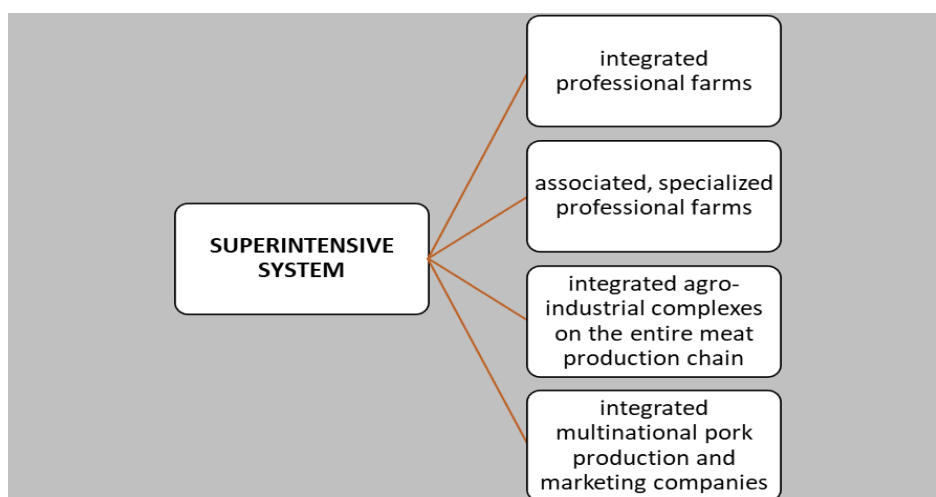 integrated
professional farms
associated, specialized
professional farms
SUPERINTENSIVE
SYSTEM
integrated agro-
industrial complexes
on the entire meat
production chain
integrated
multinational pork
production and
marketing companies